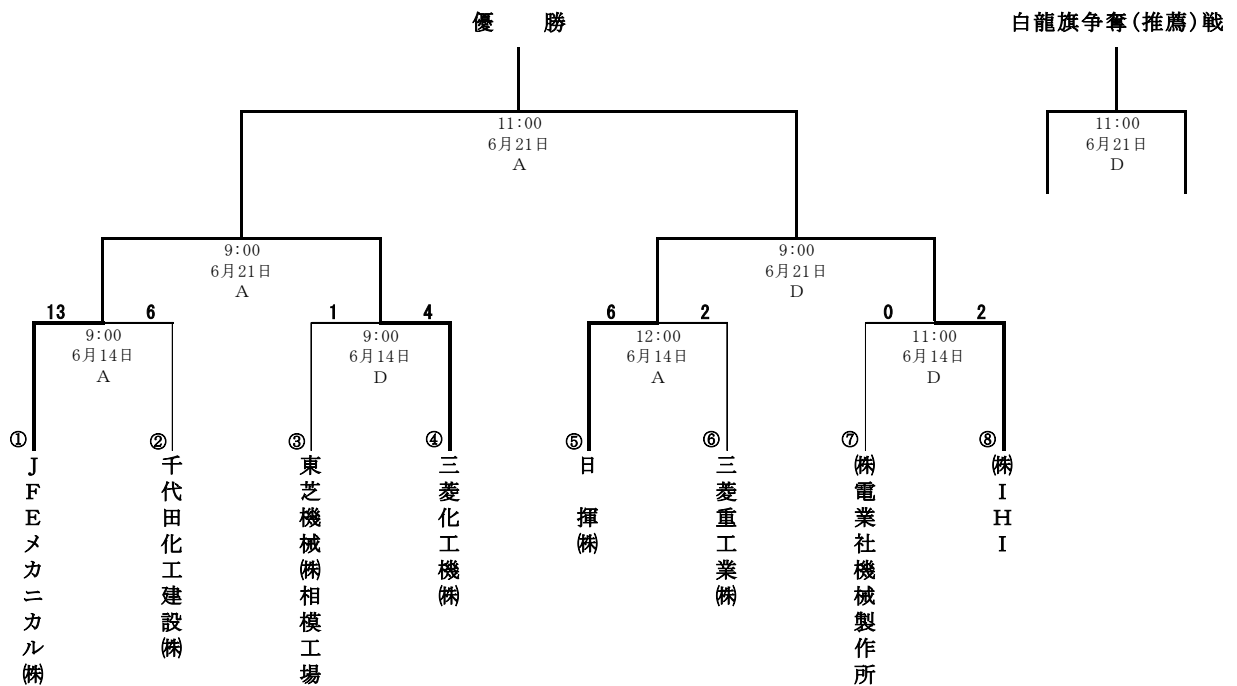 優　勝
白龍旗争奪(推薦)戦
11:00
6月21日
A
11:00
6月21日
D
9:00
6月21日
A
9:00
6月21日
D
13
6
9:00
6月14日
A
1
4
9:00
6月14日
D
6
2
12:00
6月14日
A
0
2
11:00
6月14日
D
①
JFEメカニカル㈱
②
千代田化工建設㈱
③
東芝機械㈱相模工場
④
三菱化工機㈱
⑤
日揮㈱
⑥
三菱重工業㈱
⑦
㈱電業社機械製作所
⑧
㈱IHI